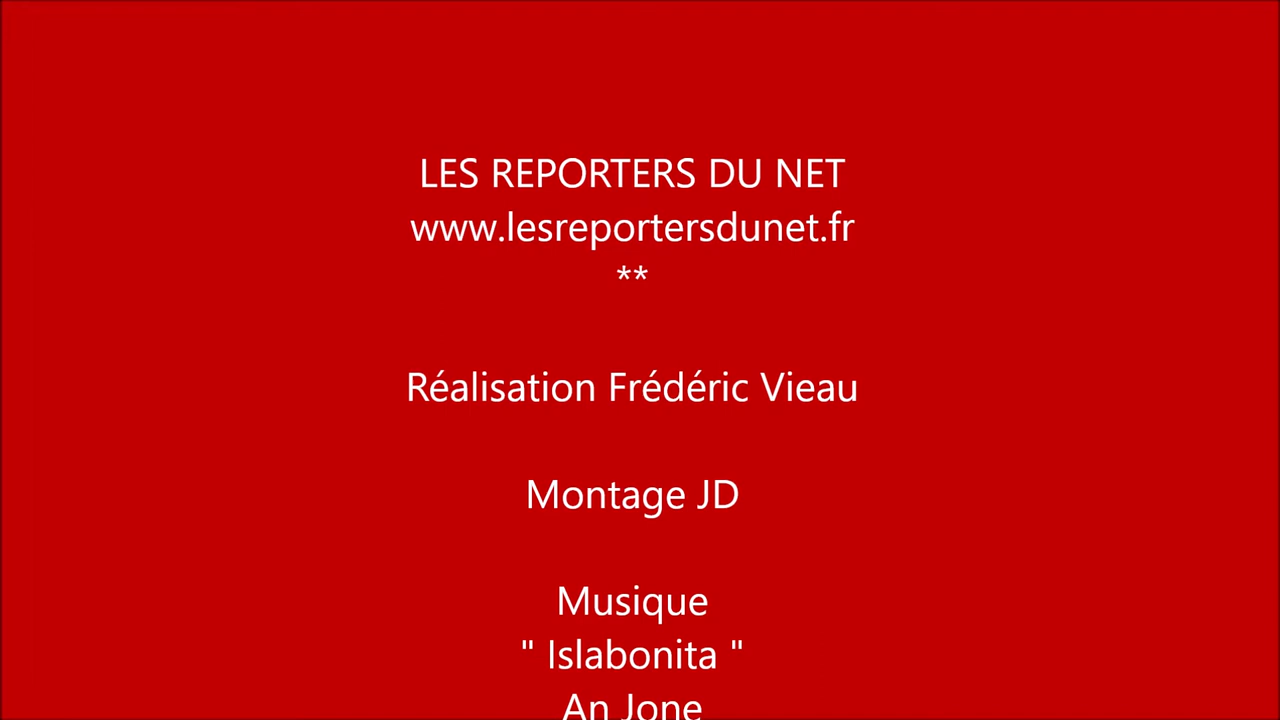 LES REPORTERS DU NET
www.lesreportersdunet.fr
**
Réalisation Frédéric Vieau
Montage JD
Musique
" Islabonita "
An Jone